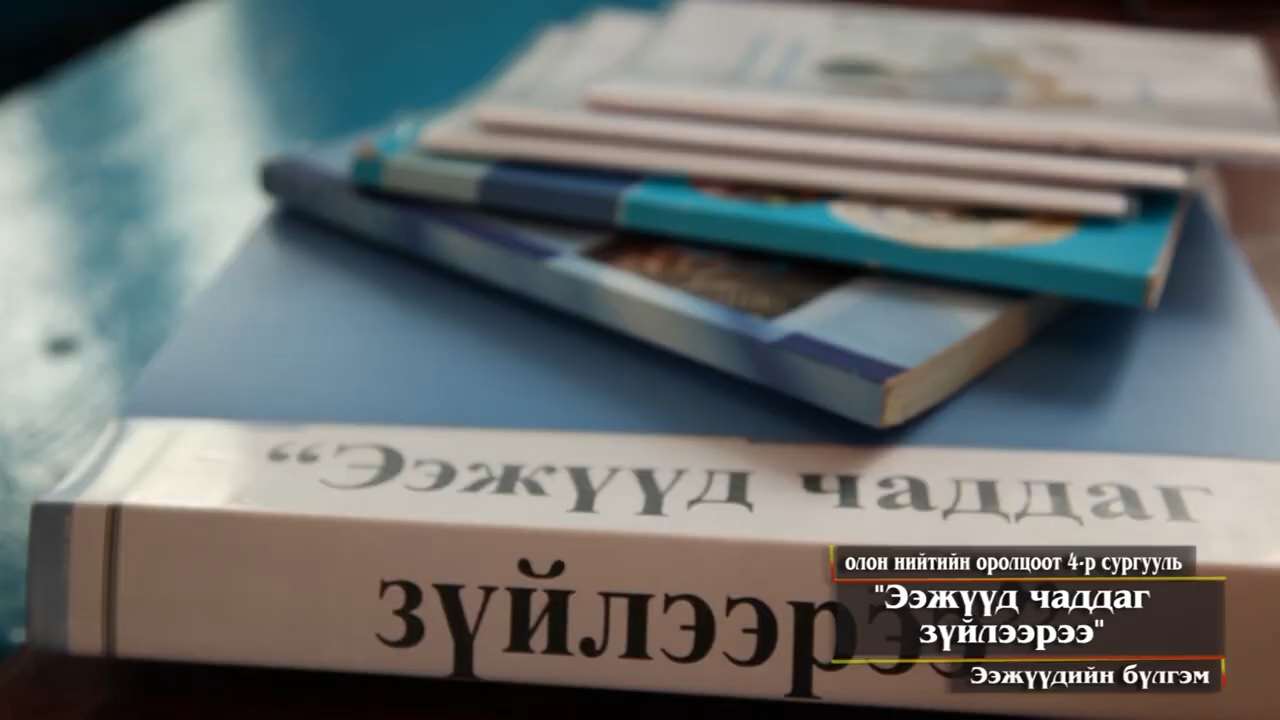 “Ээжүүд чаддаг
зүйлээрээ”
олон нийтийн оролцоот 4-р сургууль
"Ээжүүд чаддаг
зүйлээрээ"
Ээжүүдийн бүлгэм